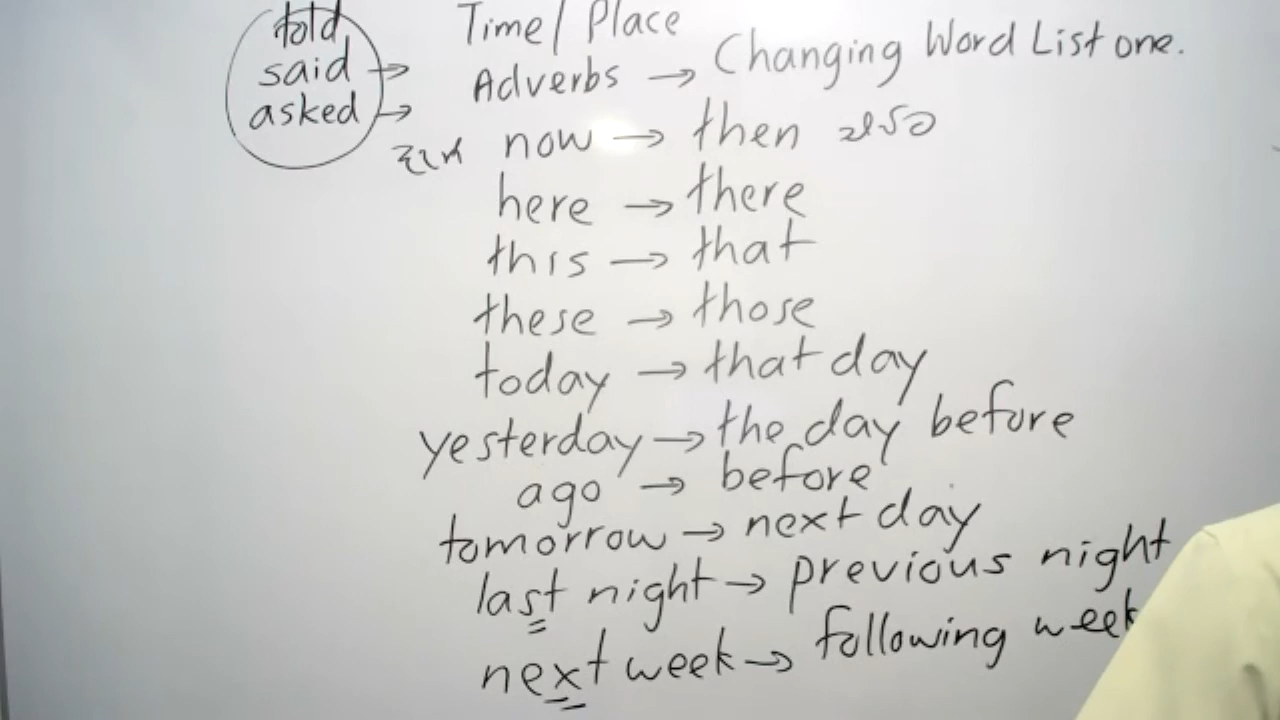 told
said →
asked →
Time / Place
Adverbs → Changing Word List one.
now → then
here → there
this → that
these → those
today → that day
yesterday → the day before
ago → before
tomorrow → next day
last night → previous night
next week → following week